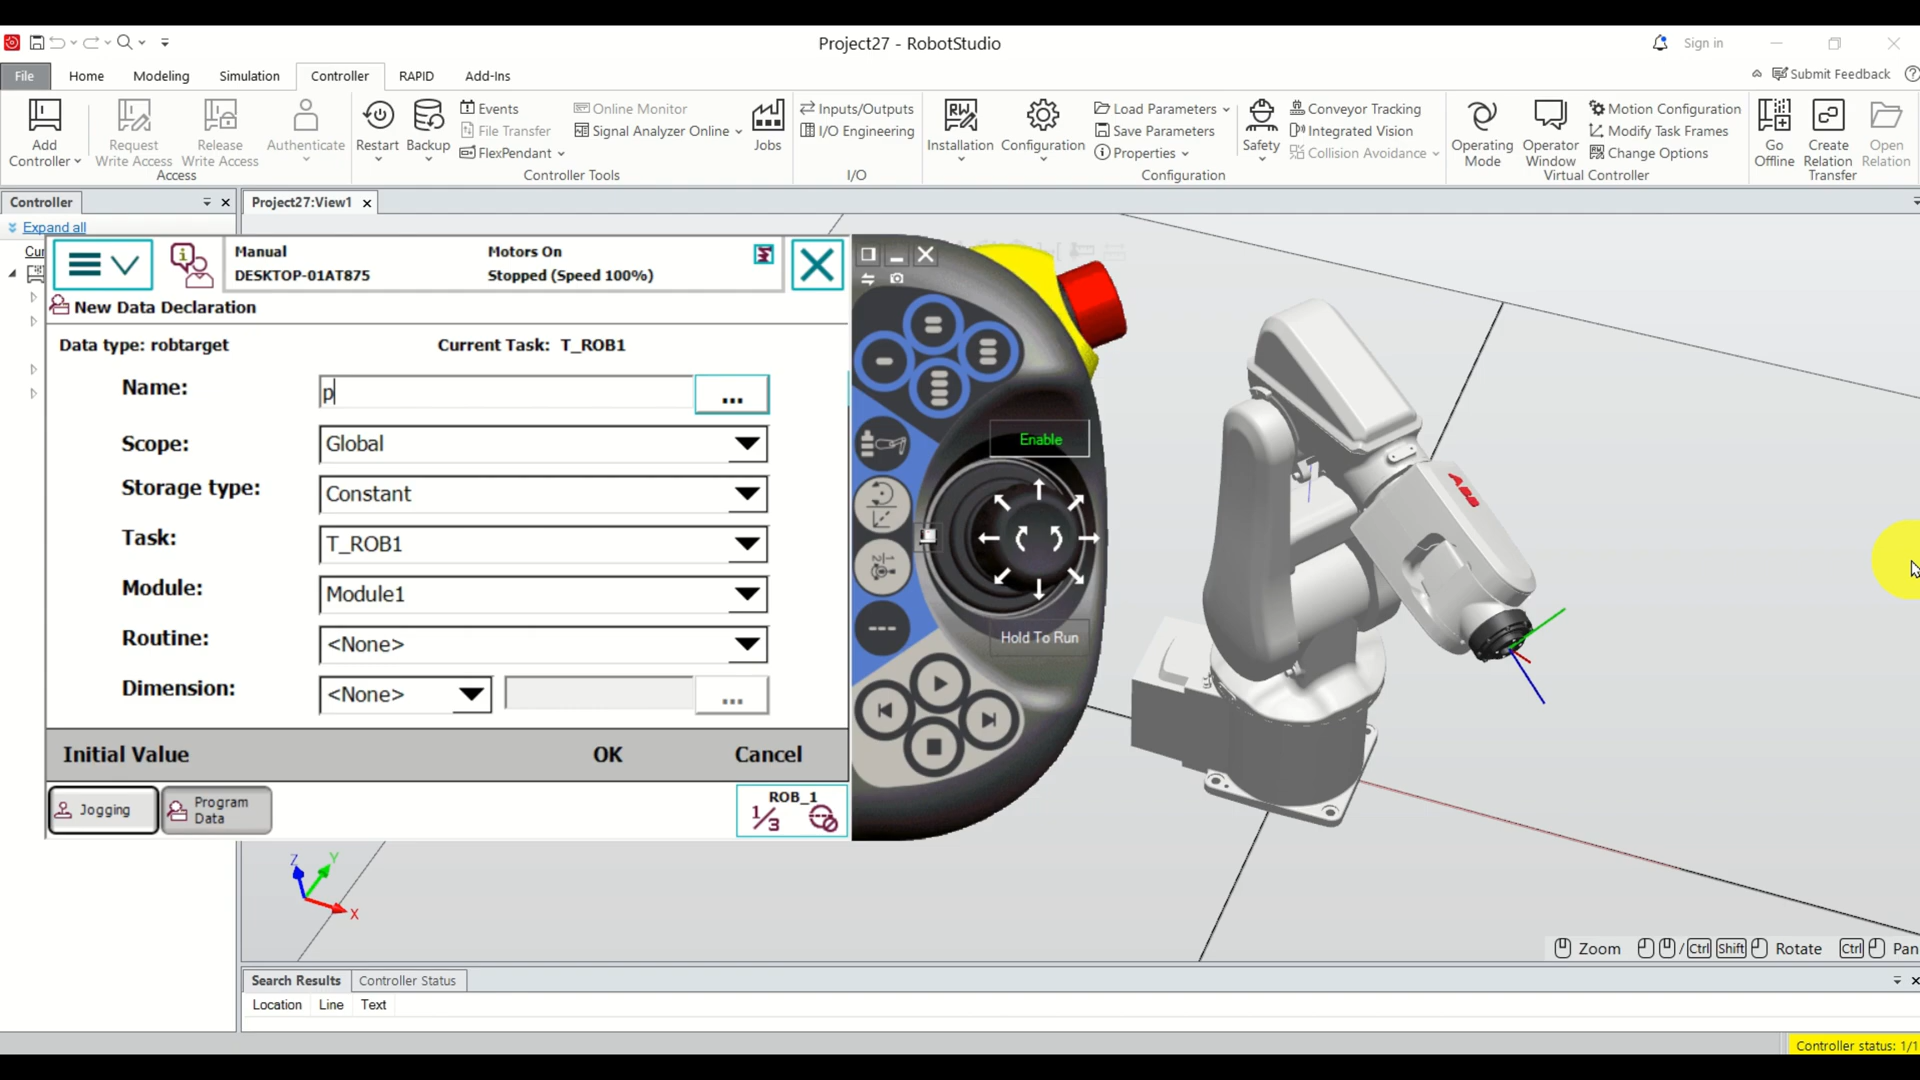 Project27 - RobotStudio
Sign in
File Home Modeling Simulation Controller RAPID Add-Ins
Submit Feedback
Add Controller
Request Write Access
Release Write Access
Authenticate
Access
Restart
Backup
Events
File Transfer
FlexPendant
Online Monitor
Signal Analyzer Online
Jobs
Controller Tools
Inputs/Outputs
I/O Engineering
I/O
Installation
Configuration
Load Parameters
Save Parameters
Properties
Safety
Conveyor Tracking
Integrated Vision
Collision Avoidance
Configuration
Operating Mode
Operator Window
Motion Configuration
Modify Task Frames
Change Options
Virtual Controller
Go Offline
Create Relation
Open Relation
Transfer
Controller
Project27:View1
Expand all
Cur
Manual
DESKTOP-01AT875
Motors On
Stopped (Speed 100%)
New Data Declaration
Data type: robtarget Current Task: T_ROB1
Name: p ...
Scope: Global
Storage type: Constant
Task: T_ROB1
Module: Module1
Routine: <None>
Dimension: <None> ...
Initial Value OK Cancel
Jogging
Program Data
ROB_1
1/3
Enable
Hold To Run
ABB
Z
Y
X
Zoom Ctrl Shift Rotate Ctrl Pan
Search Results Controller Status
Location Line Text
Controller status: 1/1